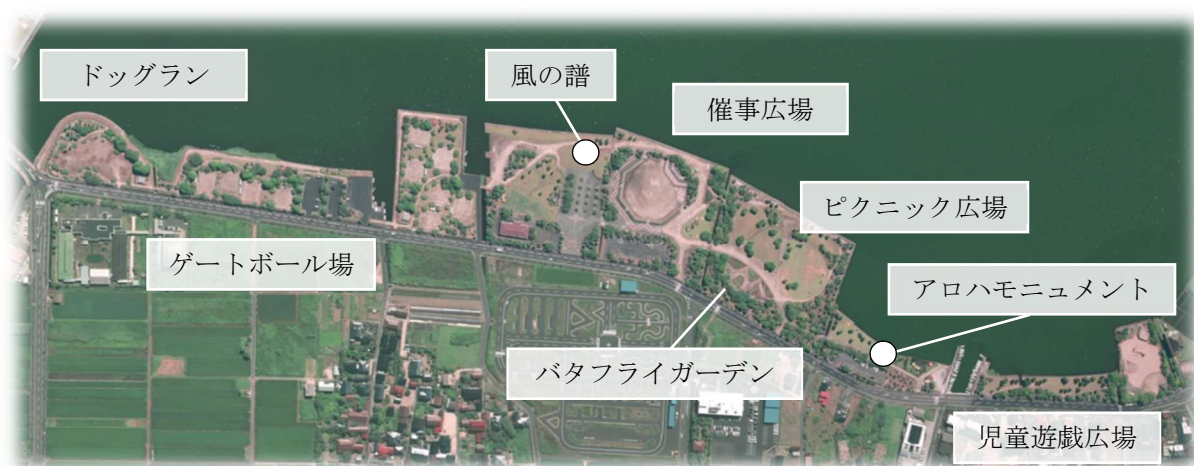 ドッグラン
風の譜
催事広場
ピクニック広場
ゲートボール場
アロハモニュメント
バタフライガーデン
児童遊戯広場